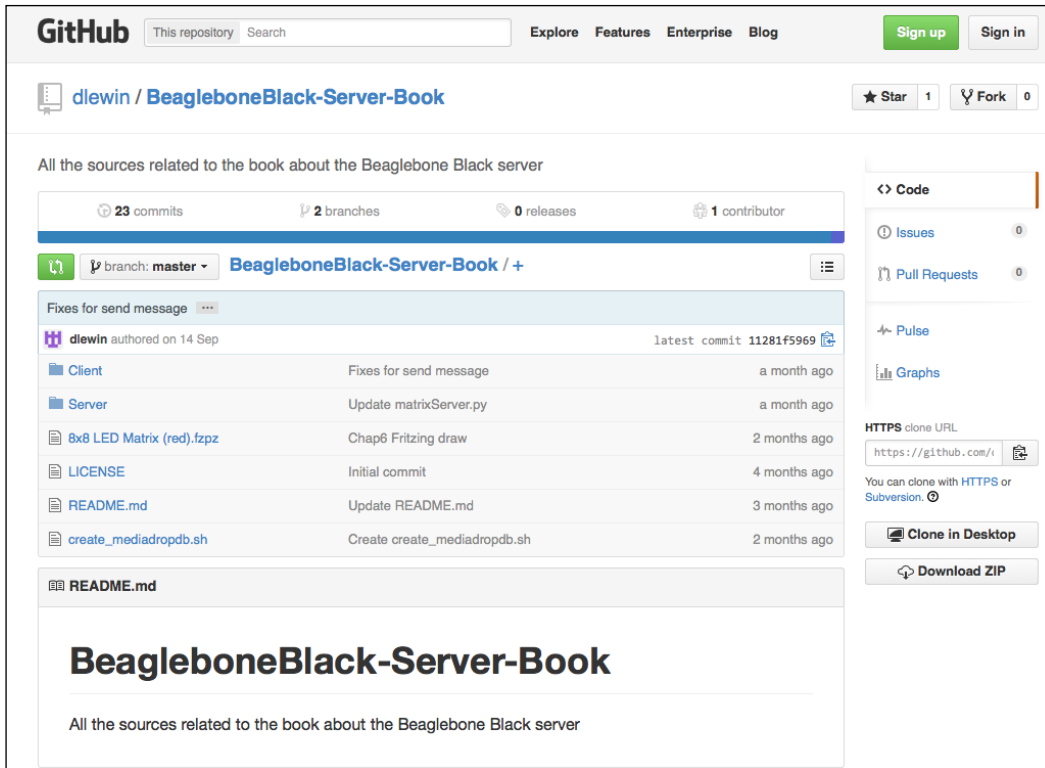 GitHub This repository Search Explore Features Enterprise Blog Sign up Sign in
dlewin / BeagleboneBlack-Server-Book Star 1 Fork 0
All the sources related to the book about the Beaglebone Black server
23 commits 2 branches 0 releases 1 contributor
branch: master BeagleboneBlack-Server-Book / +
Fixes for send message ...
dlewin authored on 14 Sep latest commit 11281f5969
Client Fixes for send message a month ago
Server Update matrixServer.py a month ago
8x8 LED Matrix (red).fzpz Chap6 Fritzing draw 2 months ago
LICENSE Initial commit 4 months ago
README.md Update README.md 3 months ago
create_mediadropdb.sh Create create_mediadropdb.sh 2 months ago
README.md
BeagleboneBlack-Server-Book
All the sources related to the book about the Beaglebone Black server
<> Code
Issues 0
Pull Requests 0
Pulse
Graphs
HTTPS clone URL
https://github.com/
You can clone with HTTPS or
Subversion.
Clone in Desktop
Download ZIP